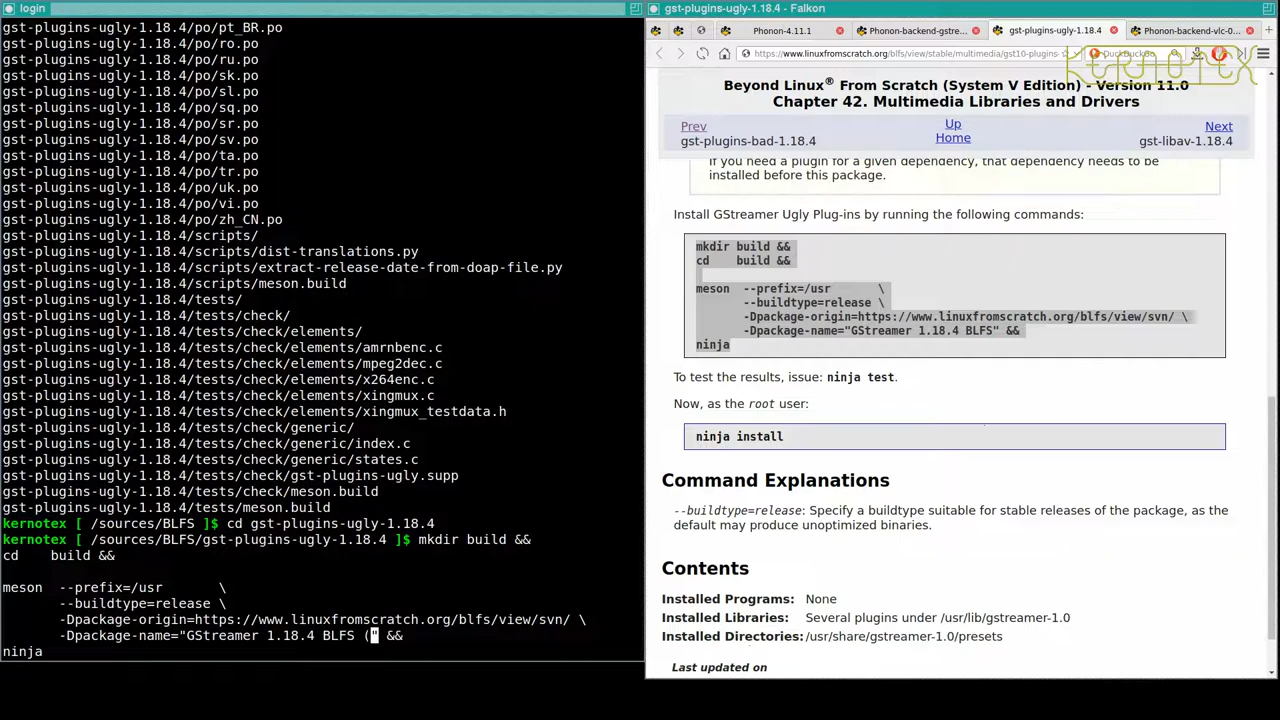 login
gst-plugins-ugly-1.18.4/po/pt_BR.po
gst-plugins-ugly-1.18.4/po/ro.po
gst-plugins-ugly-1.18.4/po/ru.po
gst-plugins-ugly-1.18.4/po/sk.po
gst-plugins-ugly-1.18.4/po/sl.po
gst-plugins-ugly-1.18.4/po/sq.po
gst-plugins-ugly-1.18.4/po/sr.po
gst-plugins-ugly-1.18.4/po/sv.po
gst-plugins-ugly-1.18.4/po/ta.po
gst-plugins-ugly-1.18.4/po/tr.po
gst-plugins-ugly-1.18.4/po/uk.po
gst-plugins-ugly-1.18.4/po/vi.po
gst-plugins-ugly-1.18.4/po/zh_CN.po
gst-plugins-ugly-1.18.4/scripts/
gst-plugins-ugly-1.18.4/scripts/dist-translations.py
gst-plugins-ugly-1.18.4/scripts/extract-release-date-from-doap-file.py
gst-plugins-ugly-1.18.4/scripts/meson.build
gst-plugins-ugly-1.18.4/tests/
gst-plugins-ugly-1.18.4/tests/check/
gst-plugins-ugly-1.18.4/tests/check/elements/
gst-plugins-ugly-1.18.4/tests/check/elements/amrnbenc.c
gst-plugins-ugly-1.18.4/tests/check/elements/mpeg2dec.c
gst-plugins-ugly-1.18.4/tests/check/elements/x264enc.c
gst-plugins-ugly-1.18.4/tests/check/elements/xingmux.c
gst-plugins-ugly-1.18.4/tests/check/elements/xingmux_testdata.h
gst-plugins-ugly-1.18.4/tests/check/generic/
gst-plugins-ugly-1.18.4/tests/check/generic/index.c
gst-plugins-ugly-1.18.4/tests/check/generic/states.c
gst-plugins-ugly-1.18.4/tests/check/gst-plugins-ugly.supp
gst-plugins-ugly-1.18.4/tests/check/meson.build
gst-plugins-ugly-1.18.4/tests/meson.build
kernotex [ /sources/BLFS ]$ cd gst-plugins-ugly-1.18.4
kernotex [ /sources/BLFS/gst-plugins-ugly-1.18.4 ]$ mkdir build &&
cd    build &&
meson  --prefix=/usr       \
--buildtype=release \
-Dpackage-origin=https://www.linuxfromscratch.org/blfs/view/svn/ \
-Dpackage-name="GStreamer 1.18.4 BLFS (" &&
ninja
gst-plugins-ugly-1.18.4 - Falkon
Phonon-4.11.1
Phonon-backend-gstre...
gst-plugins-ugly-1.18.4
Phonon-backend-vlc-0...
https://www.linuxfromscratch.org/blfs/view/stable/multimedia/gst10-plugins-
DuckDuckGo
KERNOTEX
Beyond Linux® From Scratch (System V Edition) - Version 11.0
Chapter 42. Multimedia Libraries and Drivers
Prev Up Next
gst-plugins-bad-1.18.4 Home gst-libav-1.18.4
If you need a plugin for a given dependency, that dependency needs to be
installed before this package.
Install GStreamer Ugly Plug-ins by running the following commands:
mkdir build &&
cd    build &&
meson  --prefix=/usr       \
--buildtype=release \
-Dpackage-origin=https://www.linuxfromscratch.org/blfs/view/svn/ \
-Dpackage-name="GStreamer 1.18.4 BLFS" &&
ninja
To test the results, issue: ninja test.
Now, as the root user:
ninja install
Command Explanations
--buildtype=release: Specify a buildtype suitable for stable releases of the package, as the
default may produce unoptimized binaries.
Contents
Installed Programs: None
Installed Libraries: Several plugins under /usr/lib/gstreamer-1.0
Installed Directories: /usr/share/gstreamer-1.0/presets
Last updated on